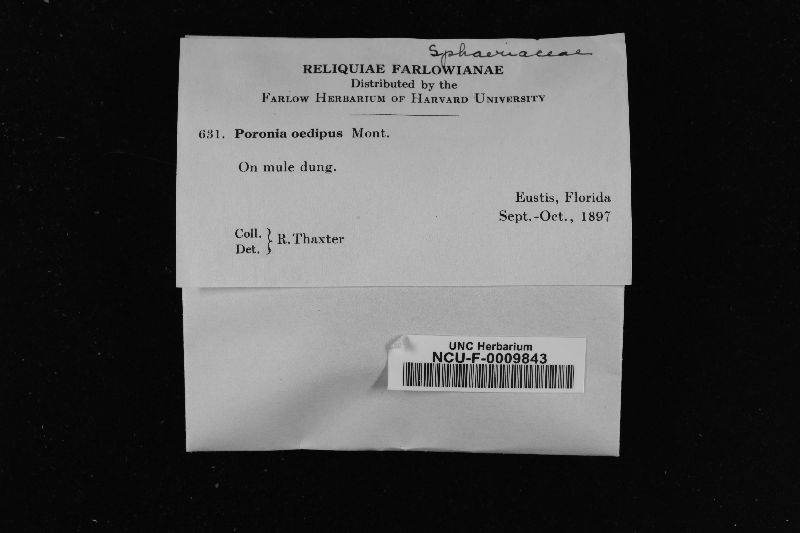 Sphaeriaceae
RELIQUIAE FARLOWIANAE
Distributed by the
FARLOW HERBARIUM OF HARVARD UNIVERSITY
631. Poronia oedipus Mont.
On mule dung.
Eustis, Florida
Sept.-Oct., 1897
Coll. } R. Thaxter
Det.
UNC Herbarium
NCU-F-0009843